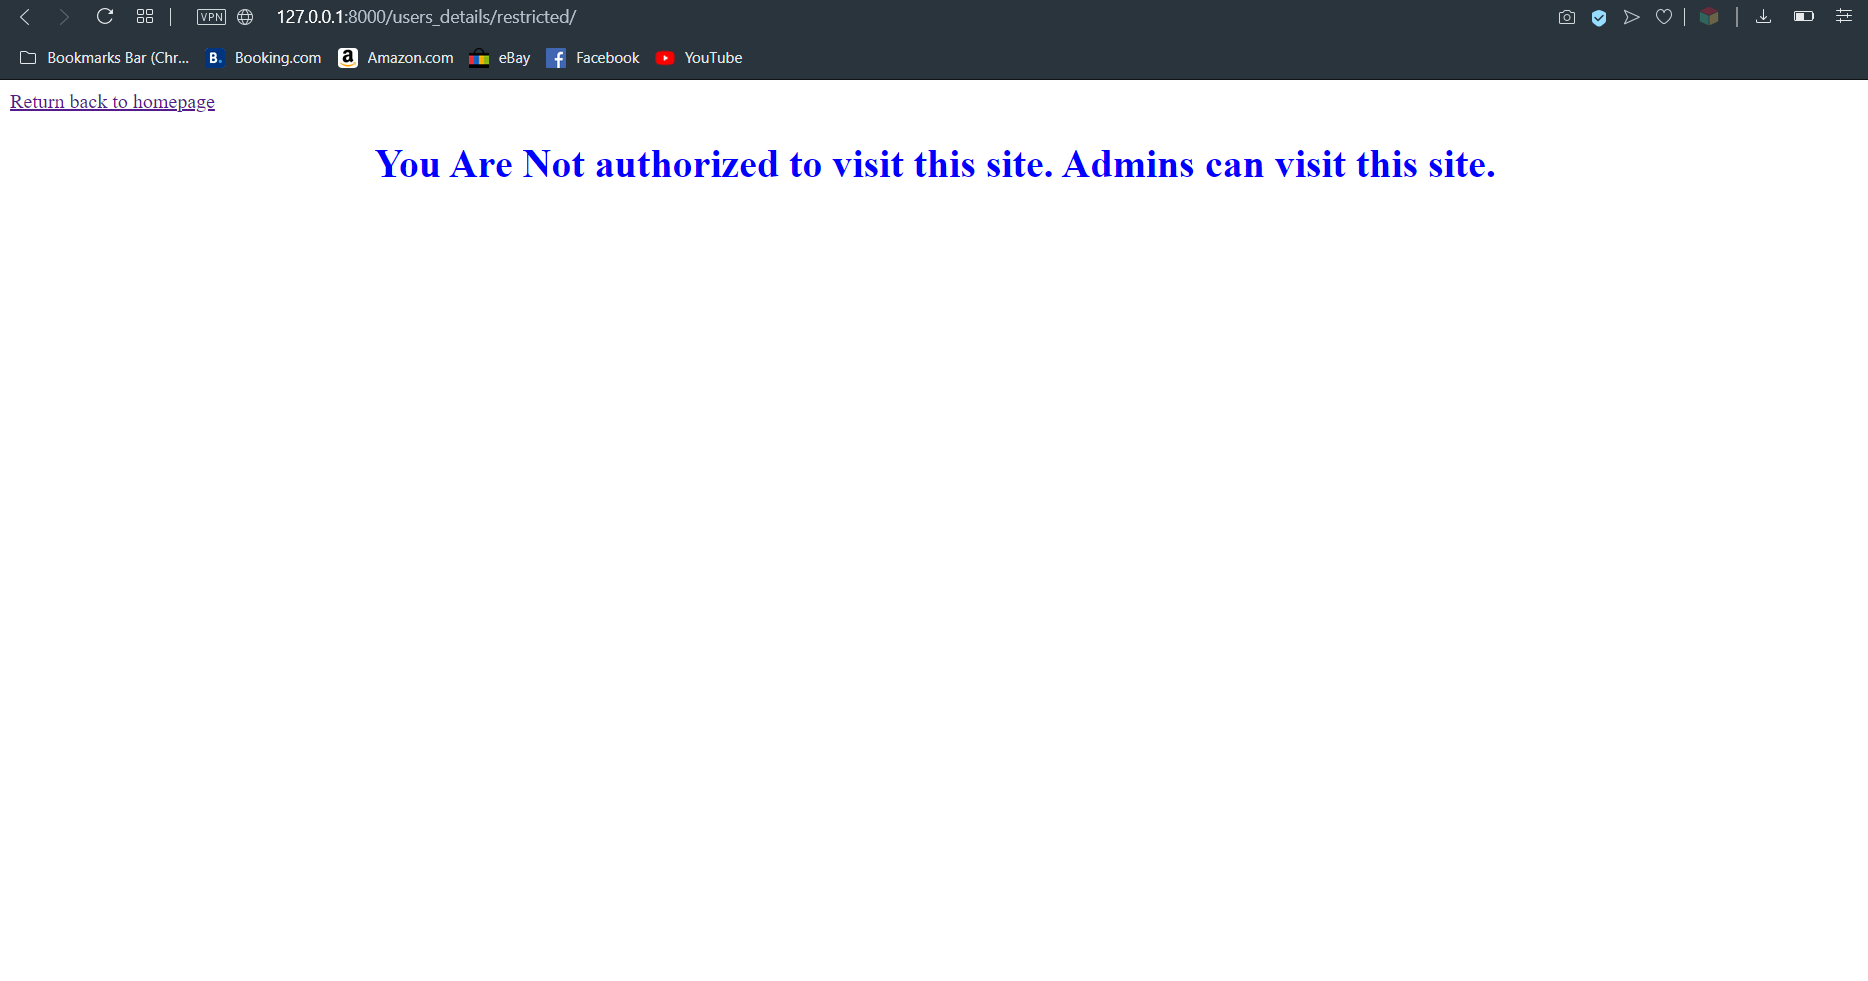 VPN 127.0.0.1:8000/users_details/restricted/
Bookmarks Bar (Chr... B. Booking.com a Amazon.com eBay f Facebook YouTube
Return back to homepage
You Are Not authorized to visit this site. Admins can visit this site.